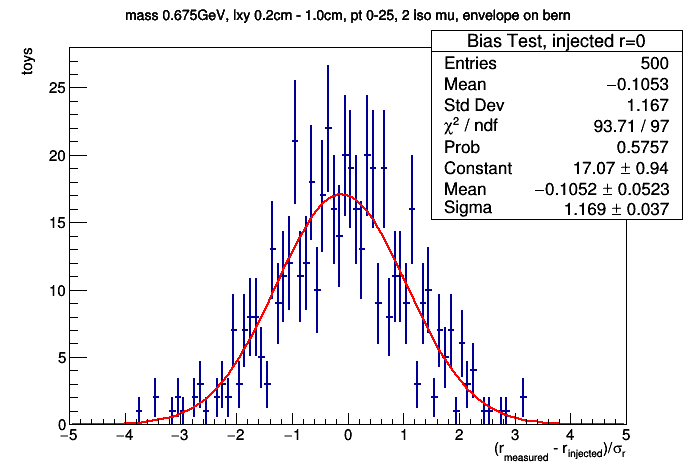 mass 0.675GeV, lxy 0.2cm - 1.0cm, pt 0-25, 2 iso mu, envelope on bern
Bias Test, injected r=0
Entries 500
Mean −0.1053
Std Dev 1.167
χ² / ndf 93.71 / 97
Prob 0.5757
Constant 17.07 ± 0.94
Mean −0.1052 ± 0.0523
Sigma 1.169 ± 0.037
toys
25
20
15
10
5
0
−5 −4 −3 −2 −1 0 1 2 3 4 5
(r_measured - r_injected)/σ_r